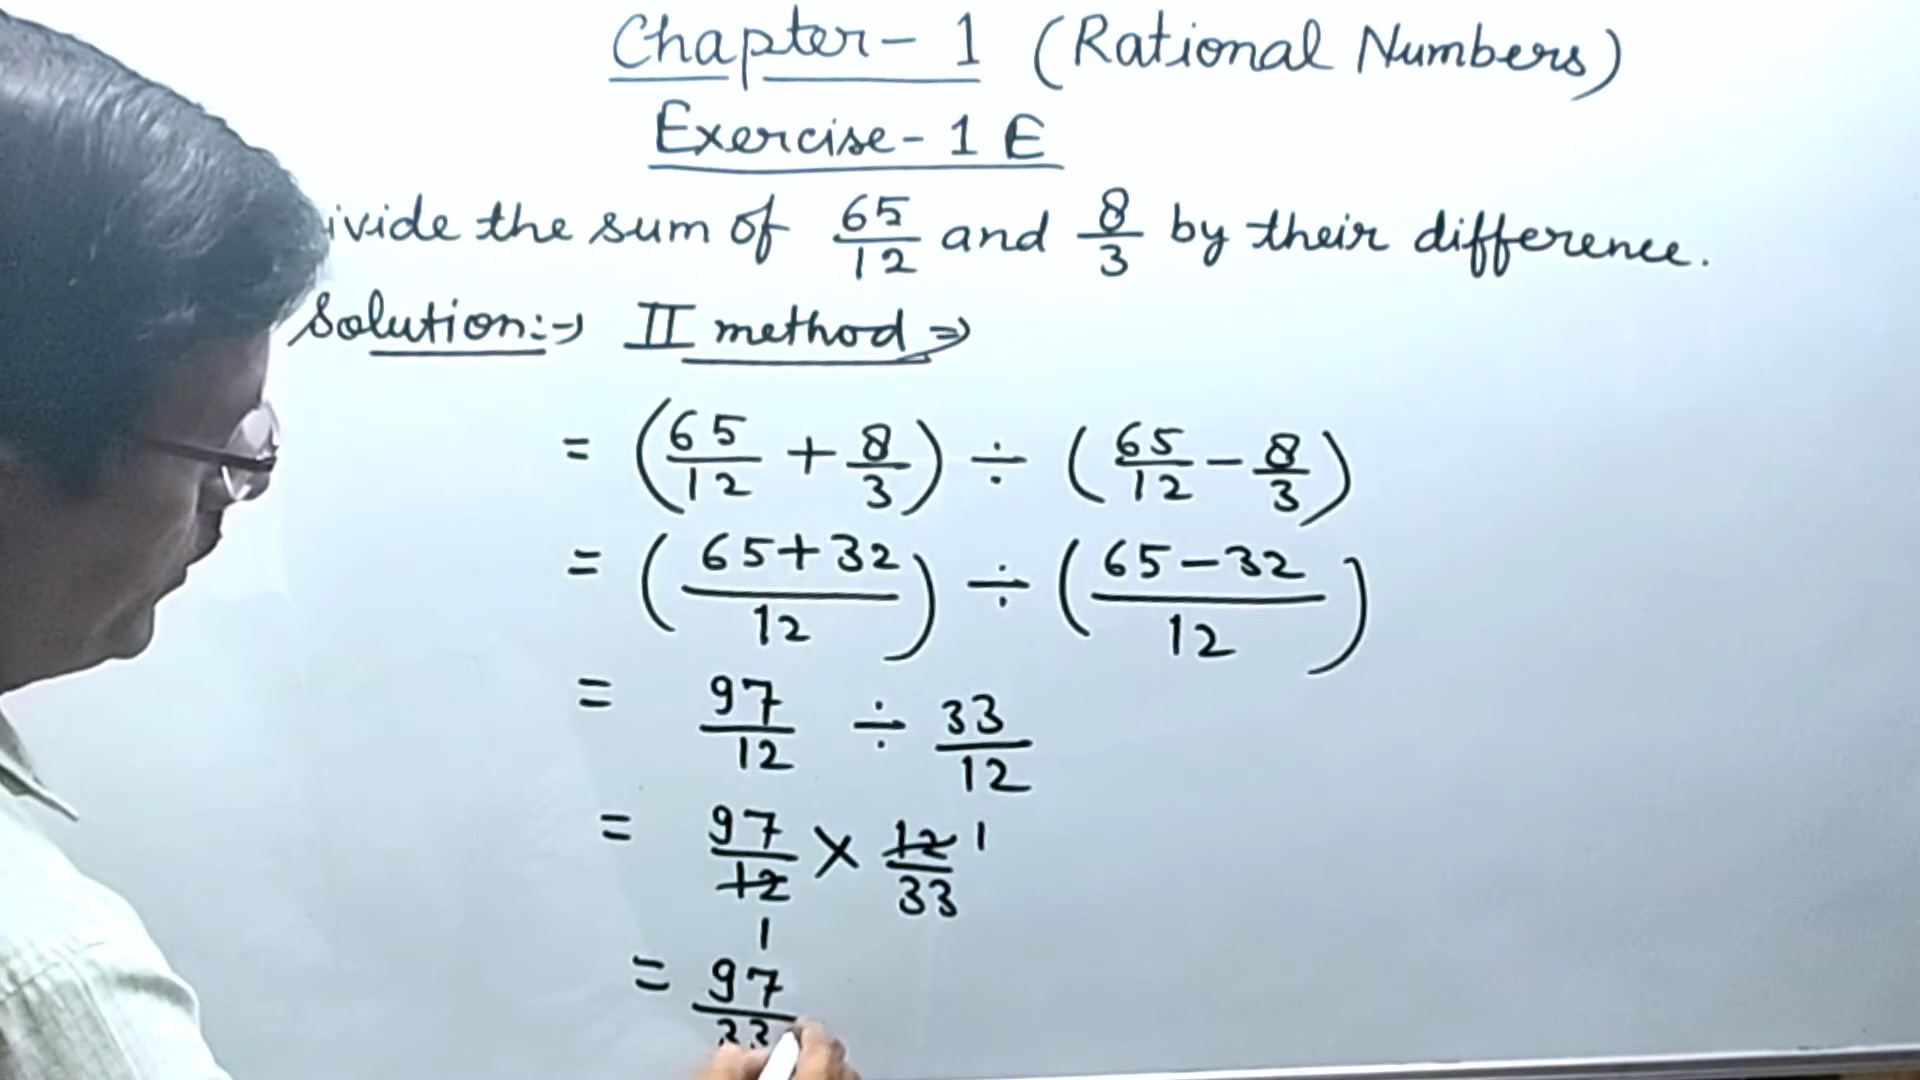 Chapter - 1 (Rational Numbers)
Exercise - 1 E
ivide the sum of 65/12 and 8/3 by their difference.
Solution:→ II method ⇒
= (65/12 + 8/3) ÷ (65/12 - 8/3)
= (65+32/12) ÷ (65-32/12)
= 97/12 ÷ 33/12
= 97/12 × 12/33 1
1
= 97/33